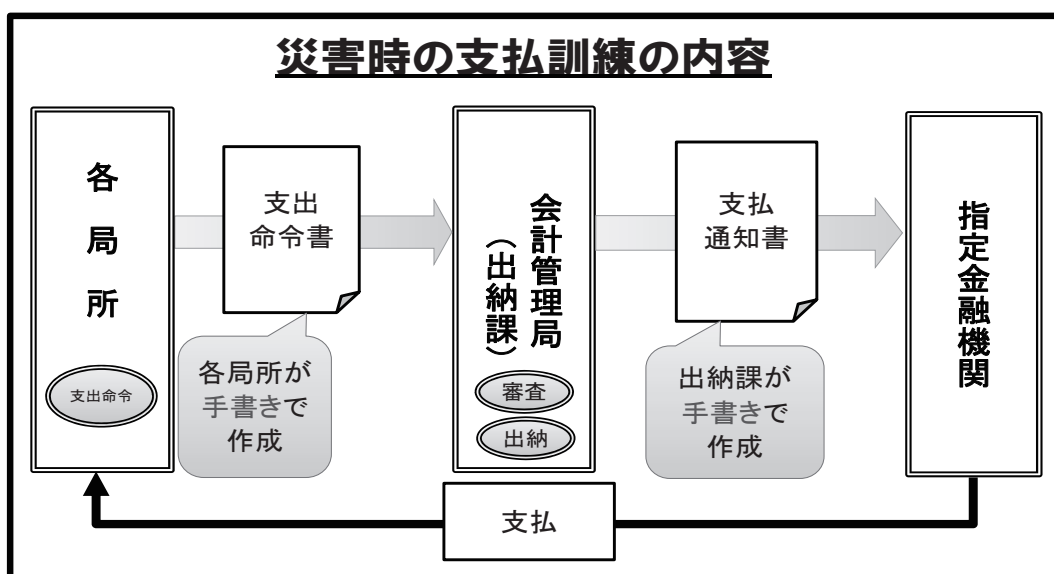 災害時の支払訓練の内容
各局所
支出命令
支出
命令書
各局所が
手書きで
作成
会計管理局
（出納課）
審査
出納
支払
通知書
出納課が
手書きで
作成
指定金融機関
支払